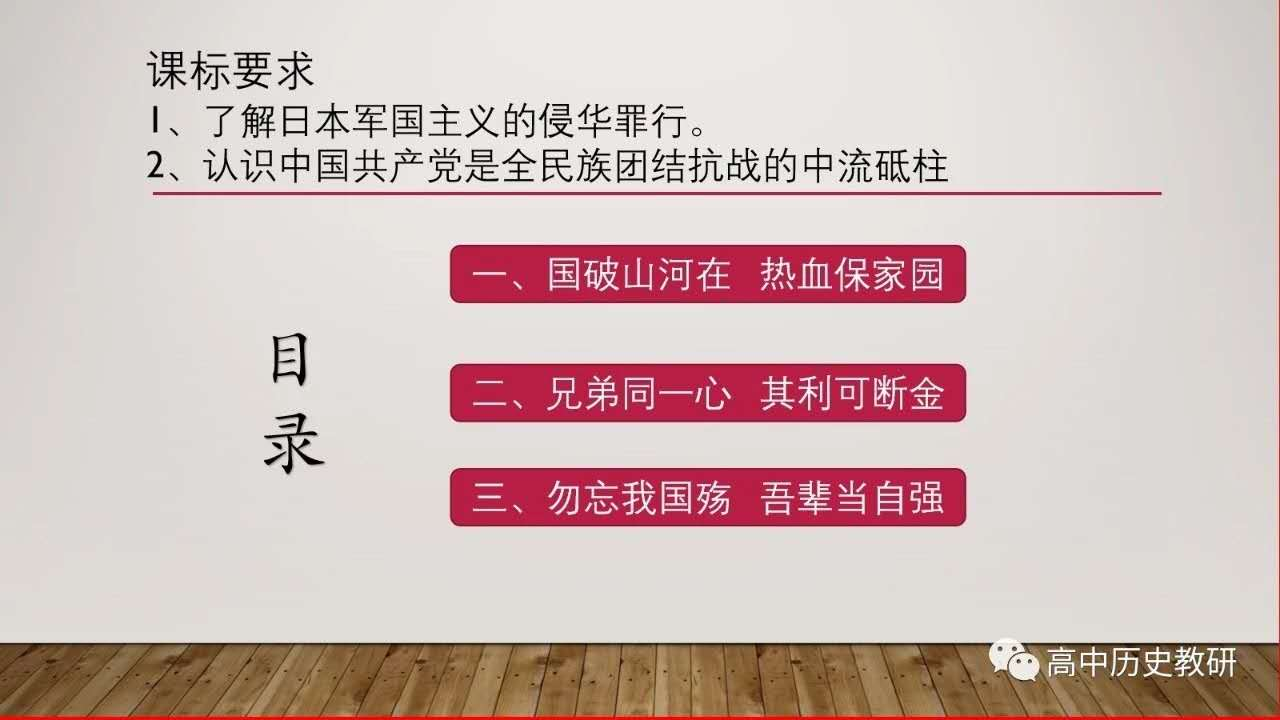 课标要求
1、了解日本军国主义的侵华罪行。
2、认识中国共产党是全民族团结抗战的中流砥柱
目
录
一、国破山河在 热血保家园
二、兄弟同一心 其利可断金
三、勿忘我国殇 吾辈当自强
高中历史教研